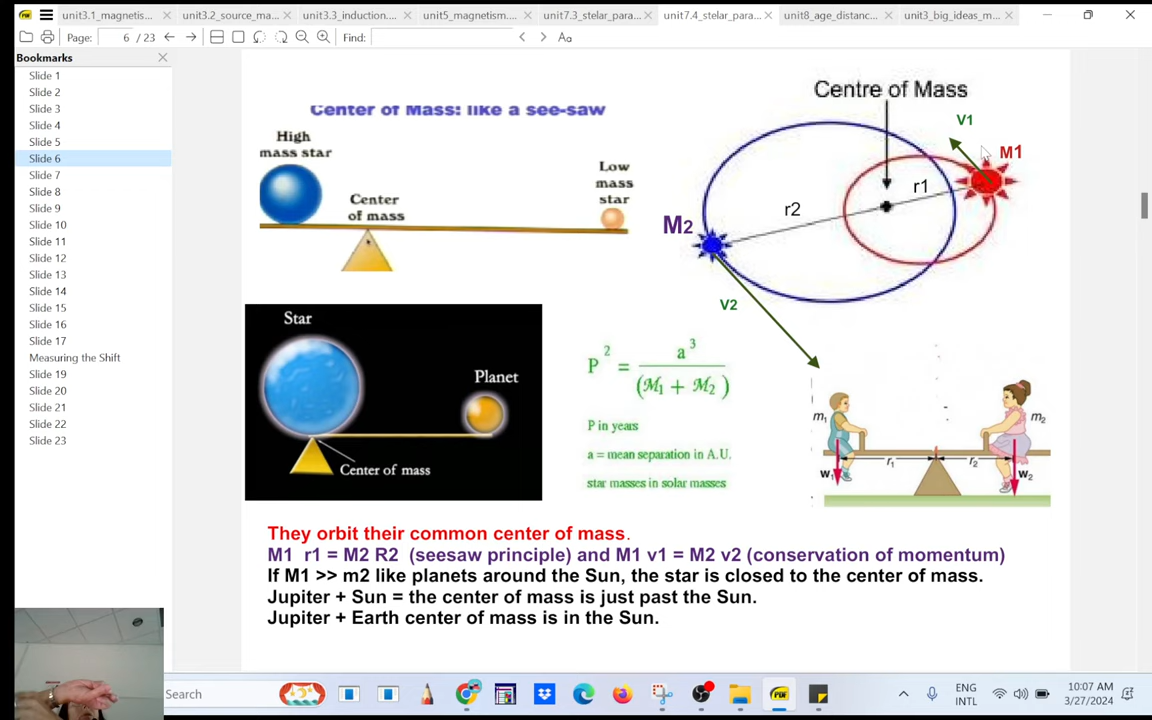 unit3.1_magnetis...
unit3.2_source_ma...
unit3.3_induction....
unit5_magnetism....
unit7.3_stelar_para...
unit7.4_stelar_para...
unit8_age_distanc...
unit3_big_ideas_m...
Page: 6 / 23
Find:
Aa
Bookmarks
Slide 1
Slide 2
Slide 3
Slide 4
Slide 5
Slide 6
Slide 7
Slide 8
Slide 9
Slide 10
Slide 11
Slide 12
Slide 13
Slide 14
Slide 15
Slide 16
Slide 17
Measuring the Shift
Slide 19
Slide 20
Slide 21
Slide 22
Slide 23
Center of Mass: like a see-saw
High
mass star
Center
of mass
Low
mass
star
Centre of Mass
V1
M1
r1
r2
M2
V2
Star
Planet
Center of mass
P² = a³ / (M₁ + M₂)
P in years
a = mean separation in A.U.
star masses in solar masses
m₁
m₂
r₁
r₂
w₁
w₂
They orbit their common center of mass.
M1 r1 = M2 R2 (seesaw principle) and M1 v1 = M2 v2 (conservation of momentum)
If M1 >> m2 like planets around the Sun, the star is closed to the center of mass.
Jupiter + Sun = the center of mass is just past the Sun.
Jupiter + Earth center of mass is in the Sun.
Search
PDF
ENG
INTL
10:07 AM
3/27/2024